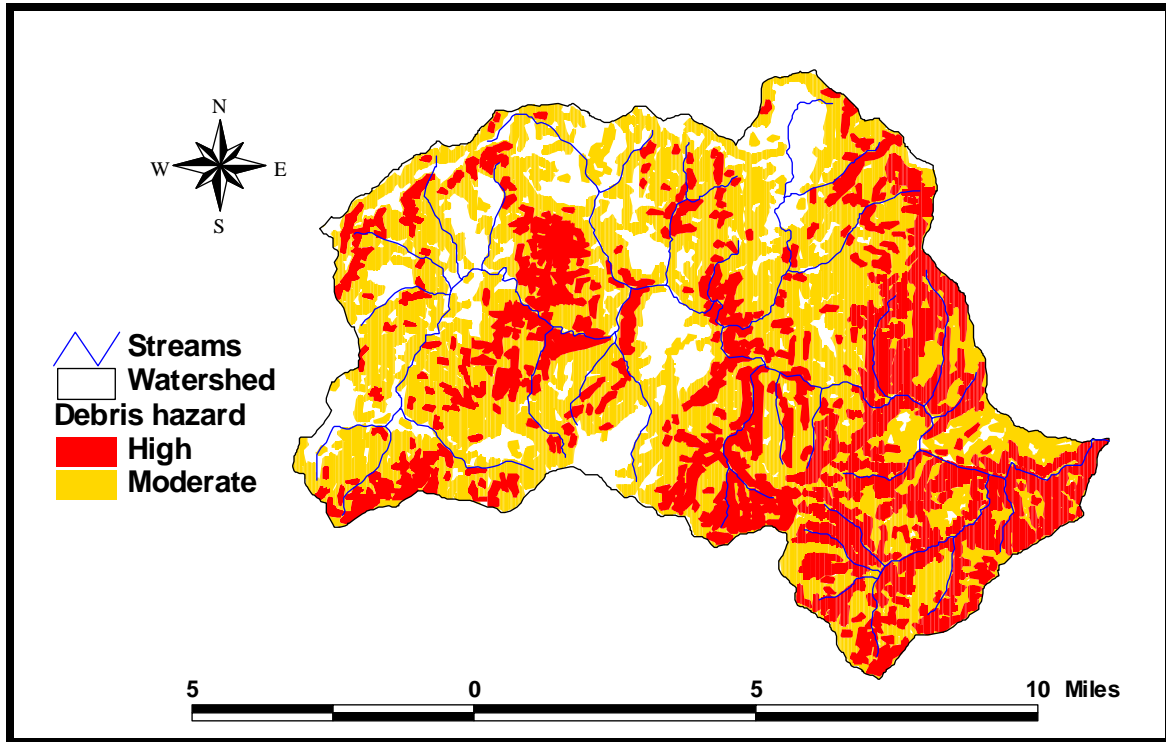 N
W E
S
Streams
Watershed
Debris hazard
High
Moderate
5 0 5 10 Miles